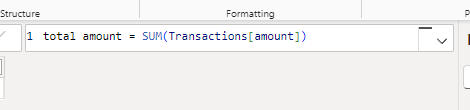 Structure
Formatting
P
1 total amount = SUM(Transactions[amount])